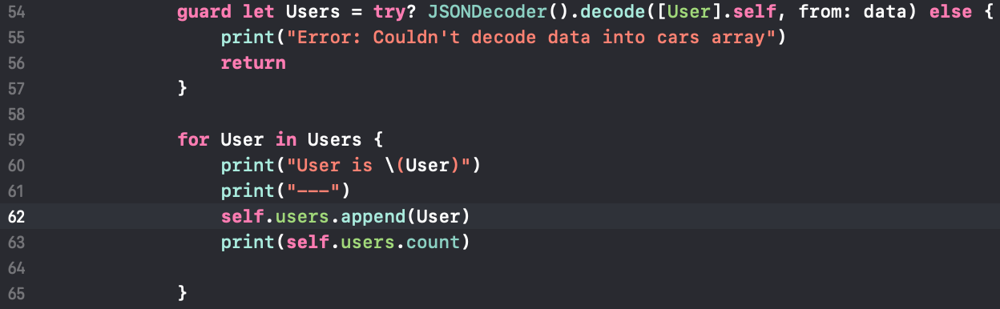 54 guard let Users = try? JSONDecoder().decode([User].self, from: data) else {
55 print("Error: Couldn't decode data into cars array")
56 return
57 }
58
59 for User in Users {
60 print("User is \(User)")
61 print("---")
62 self.users.append(User)
63 print(self.users.count)
64
65 }